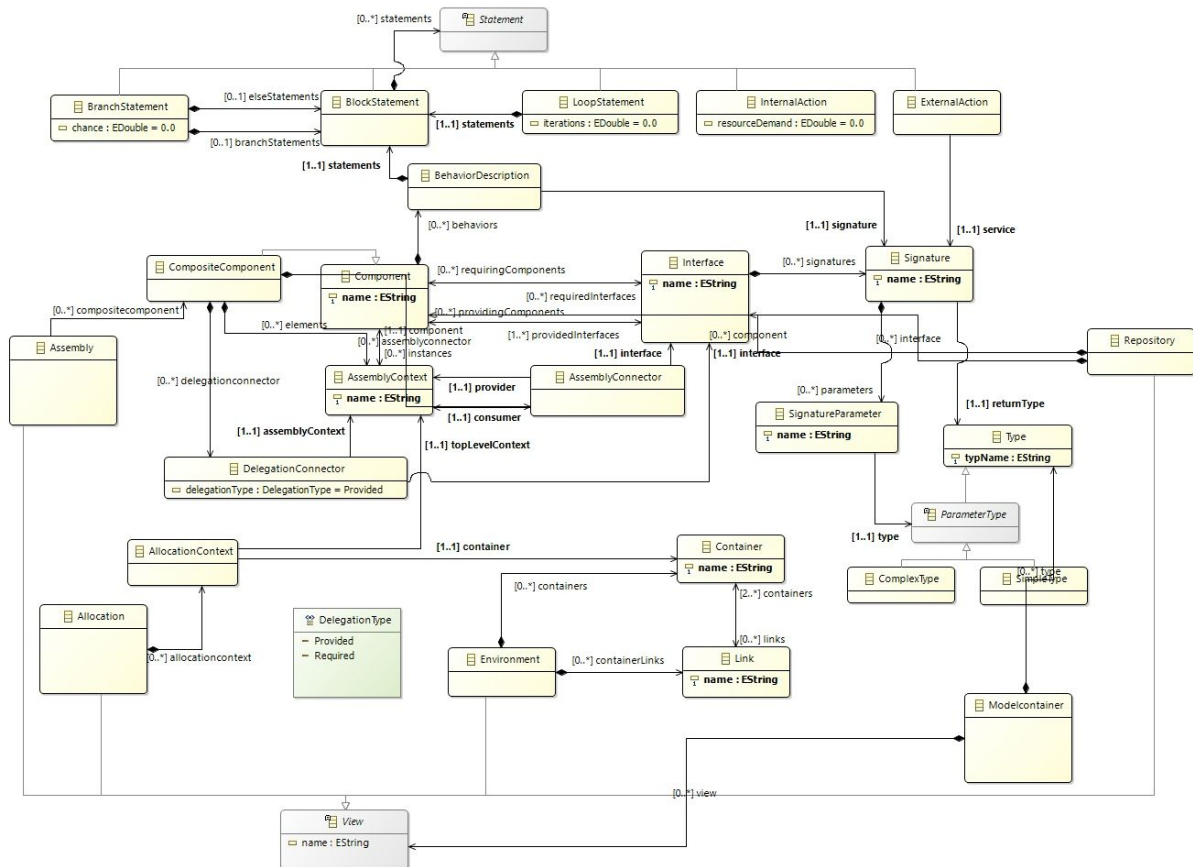 [0..*] statements
Statement
BranchStatement
chance : EDouble = 0.0
[0..1] elseStatements
[0..1] branchStatements
BlockStatement
[1..1] statements
LoopStatement
iterations : EDouble = 0.0
InternalAction
resourceDemand : EDouble = 0.0
ExternalAction
[1..1] statements
BehaviorDescription
[0..*] behaviors
[1..1] signature
[1..1] service
CompositeComponent
Component
name : EString
[0..*] requiringComponents
[0..*] requiredInterfaces
[0..*] providingComponents
[1..*] providedInterfaces
Interface
name : EString
[0..*] signatures
Signature
name : EString
[0..*] compositecomponent
[0..*] elements
[1..1] component
[0..*] assemblyconnector
[0..*] instances
[1..1] interface
[0..*] component
[1..1] interface
[0..*] interface
Repository
Assembly
[0..*] delegationconnector
AssemblyContext
name : EString
[1..1] provider
[1..1] consumer
AssemblyConnector
[0..*] parameters
SignatureParameter
name : EString
[1..1] returnType
Type
typName : EString
[1..1] assemblyContext
[1..1] topLevelContext
DelegationConnector
delegationType : DelegationType = Provided
ParameterType
[1..1] type
AllocationContext
[1..1] container
Container
name : EString
ComplexType
SimpleType
[0..*] type
[0..*] containers
[2..*] containers
Allocation
[0..*] allocationcontext
DelegationType
Provided
Required
Environment
[0..*] containerLinks
[0..*] links
Link
name : EString
Modelcontainer
[0..*] view
View
name : EString